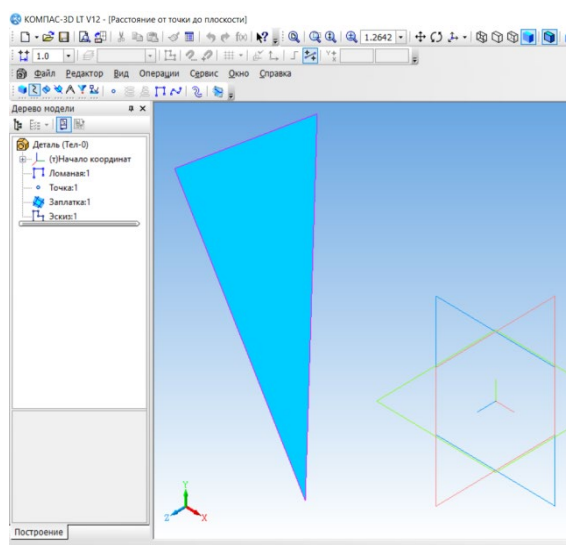 КОМПАС-3D LT V12 - [Расстояние от точки до плоскости]
1.2642
1.0
Файл Редактор Вид Операции Сервис Окно Справка
Дерево модели
Деталь (Тел-0)
(т)Начало координат
Ломаная:1
Точка:1
Заплатка:1
Эскиз:1
Y
Z X
Построение